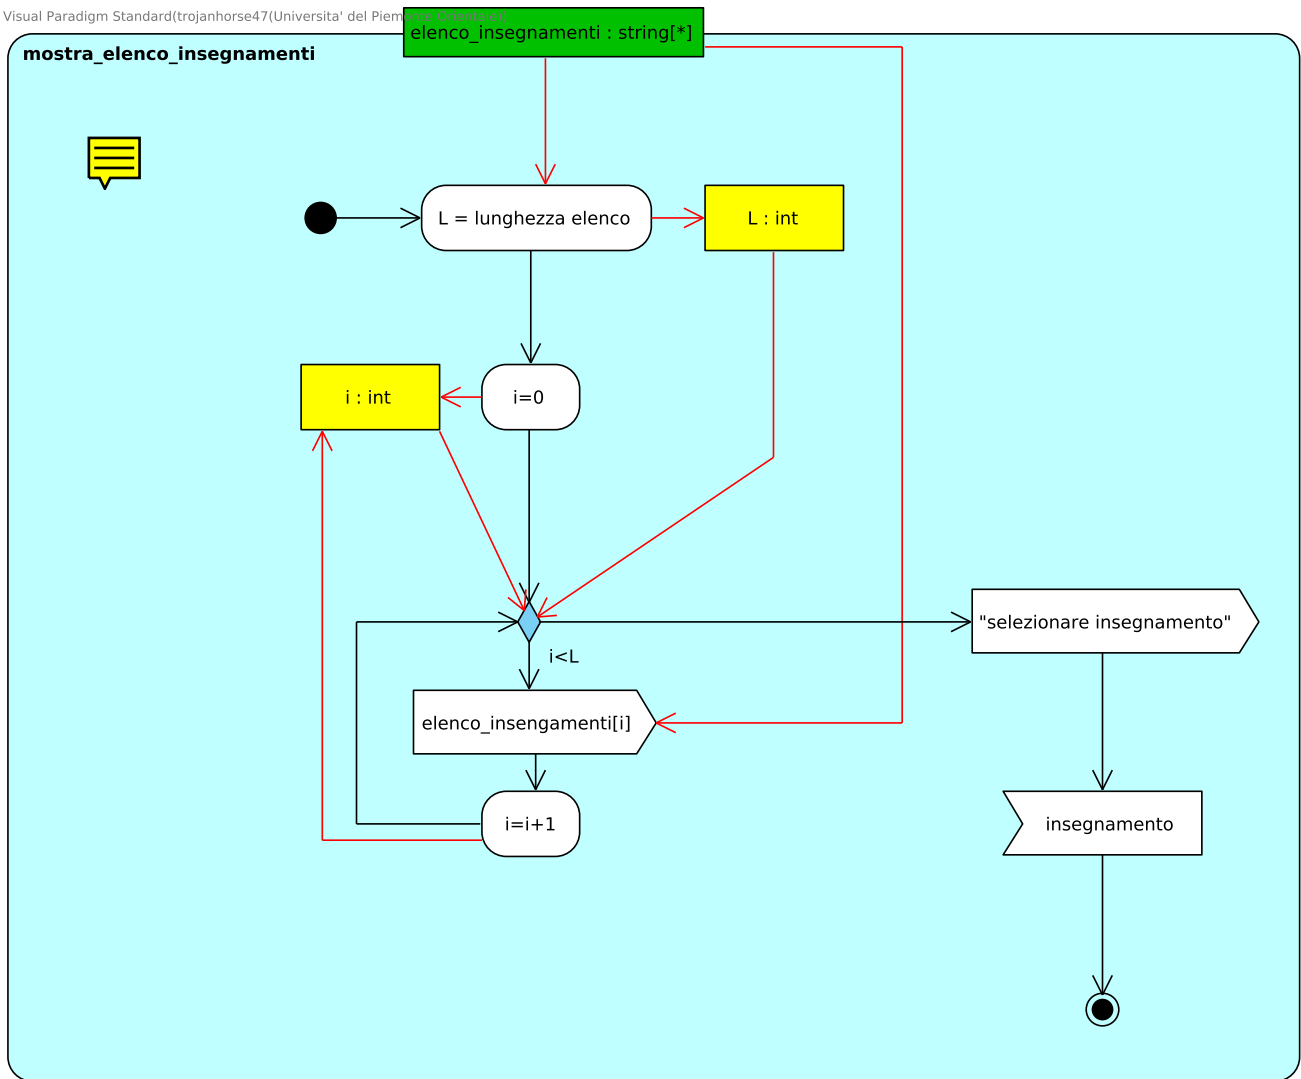 Visual Paradigm Standard(trojanhorse47(Universita' del Piemonte Orientale))
elenco_insegnamenti : string[*]
mostra_elenco_insegnamenti
L = lunghezza elenco
L : int
i : int
i=0
"selezionare insegnamento"
i<L
elenco_insengamenti[i]
i=i+1
insegnamento